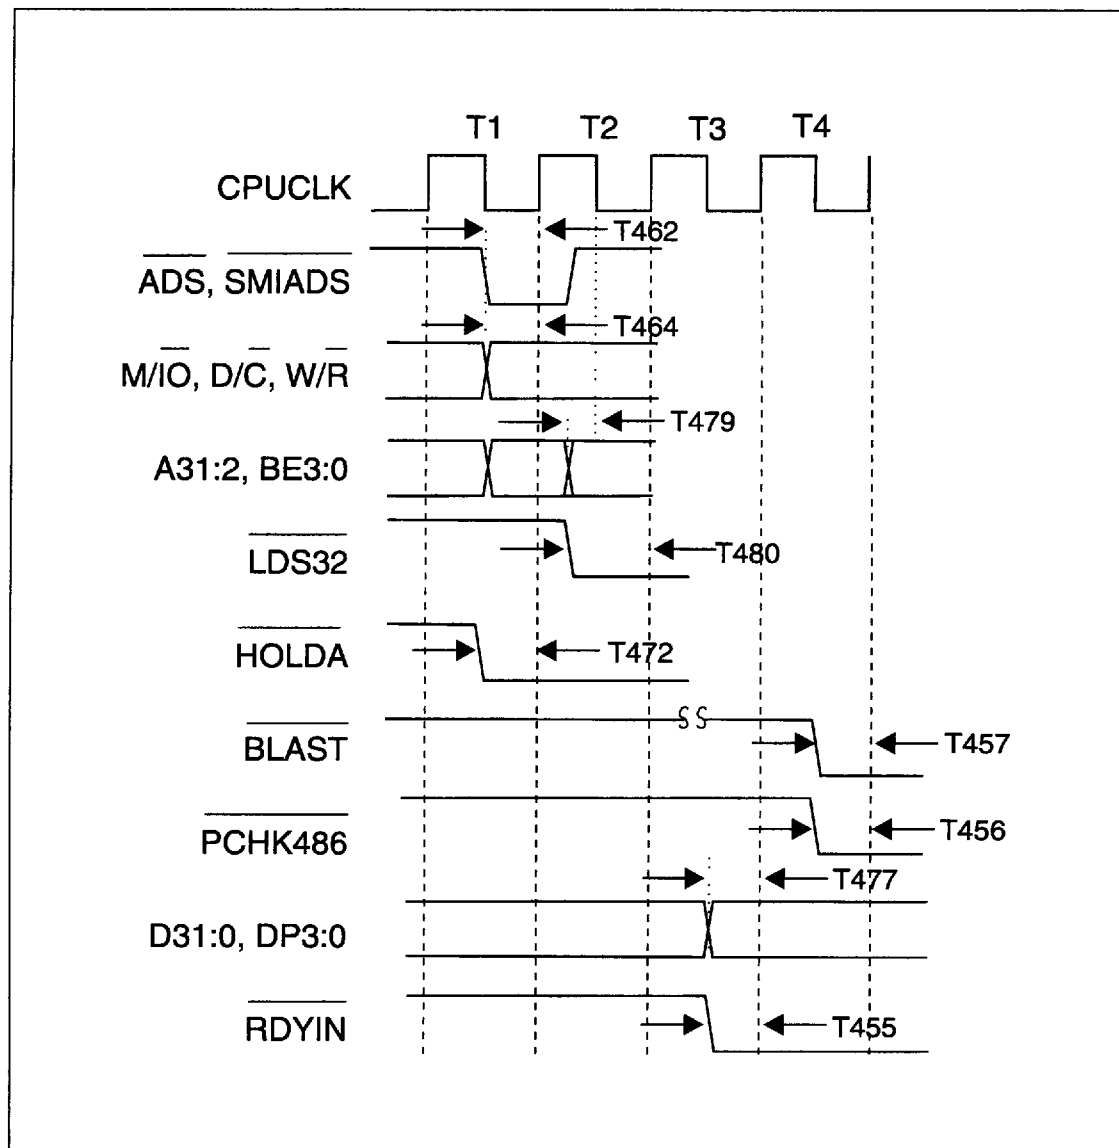 T1 T2 T3 T4
CPUCLK
T462
ADS, SMIADS
T464
M/IO, D/C, W/R
T479
A31:2, BE3:0
LDS32
T480
HOLDA
T472
BLAST
T457
PCHK486
T456
T477
D31:0, DP3:0
RDYIN
T455